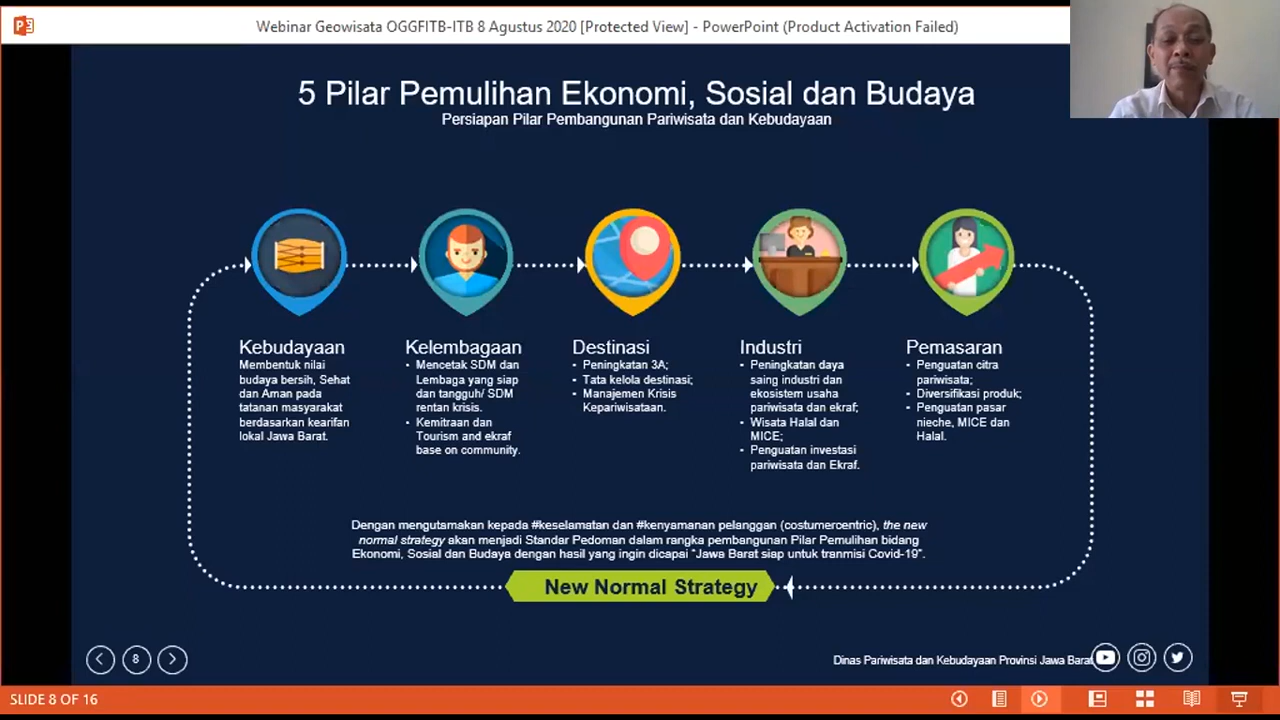 Webinar Geowisata OGGFITB-ITB 8 Agustus 2020 [Protected View] - PowerPoint (Product Activation Failed)
5 Pilar Pemulihan Ekonomi, Sosial dan Budaya
Persiapan Pilar Pembangunan Pariwisata dan Kebudayaan
Kebudayaan
Membentuk nilai
budaya bersih, Sehat
dan Aman pada
tatanan masyarakat
berdasarkan kearifan
lokal Jawa Barat.
Kelembagaan
• Mencetak SDM dan
Lembaga yang siap
dan tangguh/ SDM
rentan krisis.
• Kemitraan dan
Tourism and ekraf
base on community.
Destinasi
• Peningkatan 3A;
• Tata kelola destinasi;
• Manajemen Krisis
Kepariwisataan.
Industri
• Peningkatan daya
saing industri dan
ekosistem usaha
pariwisata dan ekraf;
• Wisata Halal dan
MICE;
• Penguatan investasi
pariwisata dan Ekraf.
Pemasaran
• Penguatan citra
pariwisata;
• Diversifikasi produk;
• Penguatan pasar
nieche, MICE dan
Halal.
Dengan mengutamakan kepada #keselamatan dan #kenyamanan pelanggan (costumercentric), the new
normal strategy akan menjadi Standar Pedoman dalam rangka pembangunan Pilar Pemulihan bidang
Ekonomi, Sosial dan Budaya dengan hasil yang ingin dicapai “Jawa Barat siap untuk tranmisi Covid-19”.
New Normal Strategy
8
Dinas Pariwisata dan Kebudayaan Provinsi Jawa Barat
SLIDE 8 OF 16